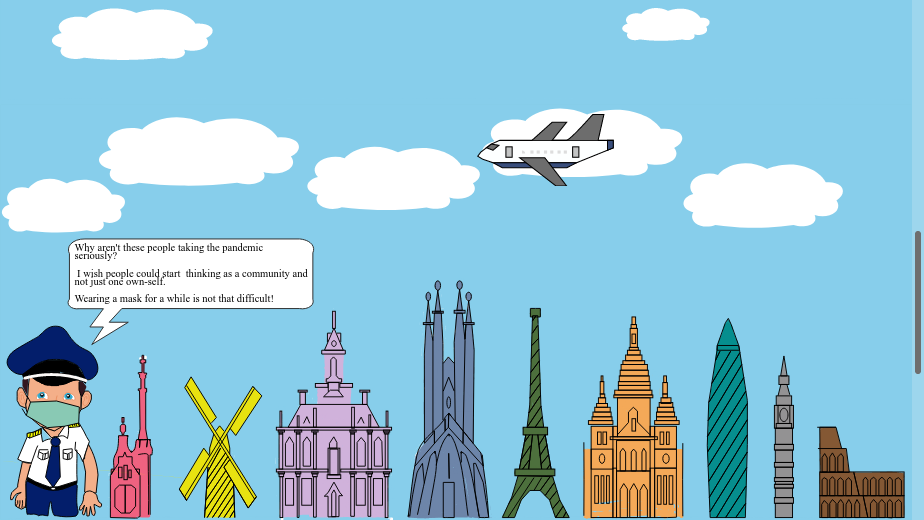 Why aren't these people taking the pandemic
seriously?
I wish people could start  thinking as a community and
not just one own-self.
Wearing a mask for a while is not that difficult!